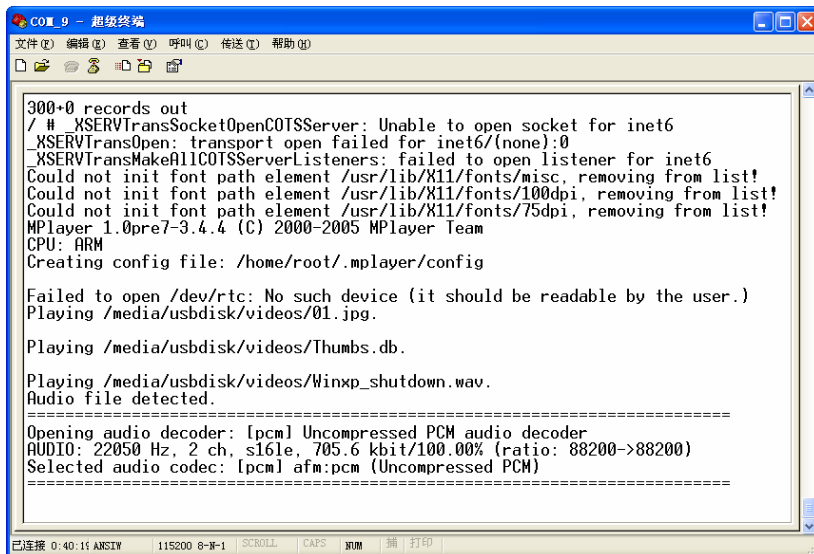 COM_9 - 超级终端
文件(F) 编辑(E) 查看(V) 呼叫(C) 传送(T) 帮助(H)
300+0 records out
/ # _XSERVTransSocketOpenCOTSServer: Unable to open socket for inet6
_XSERVTransOpen: transport open failed for inet6/(none):0
_XSERVTransMakeAllCOTSServerListeners: failed to open listener for inet6
Could not init font path element /usr/lib/X11/fonts/misc, removing from list!
Could not init font path element /usr/lib/X11/fonts/100dpi, removing from list!
Could not init font path element /usr/lib/X11/fonts/75dpi, removing from list!
MPlayer 1.0pre7-3.4.4 (C) 2000-2005 MPlayer Team
CPU: ARM
Creating config file: /home/root/.mplayer/config
Failed to open /dev/rtc: No such device (it should be readable by the user.)
Playing /media/usbdisk/videos/01.jpg.
Playing /media/usbdisk/videos/Thumbs.db.
Playing /media/usbdisk/videos/Winxp_shutdown.wav.
Audio file detected.
==========================================================================
Opening audio decoder: [pcm] Uncompressed PCM audio decoder
AUDIO: 22050 Hz, 2 ch, s16le, 705.6 kbit/100.00% (ratio: 88200->88200)
Selected audio codec: [pcm] afm:pcm (Uncompressed PCM)
==========================================================================
已连接 0:40:19 ANSIW 115200 8-N-1 SCROLL CAPS NUM 捕 打印